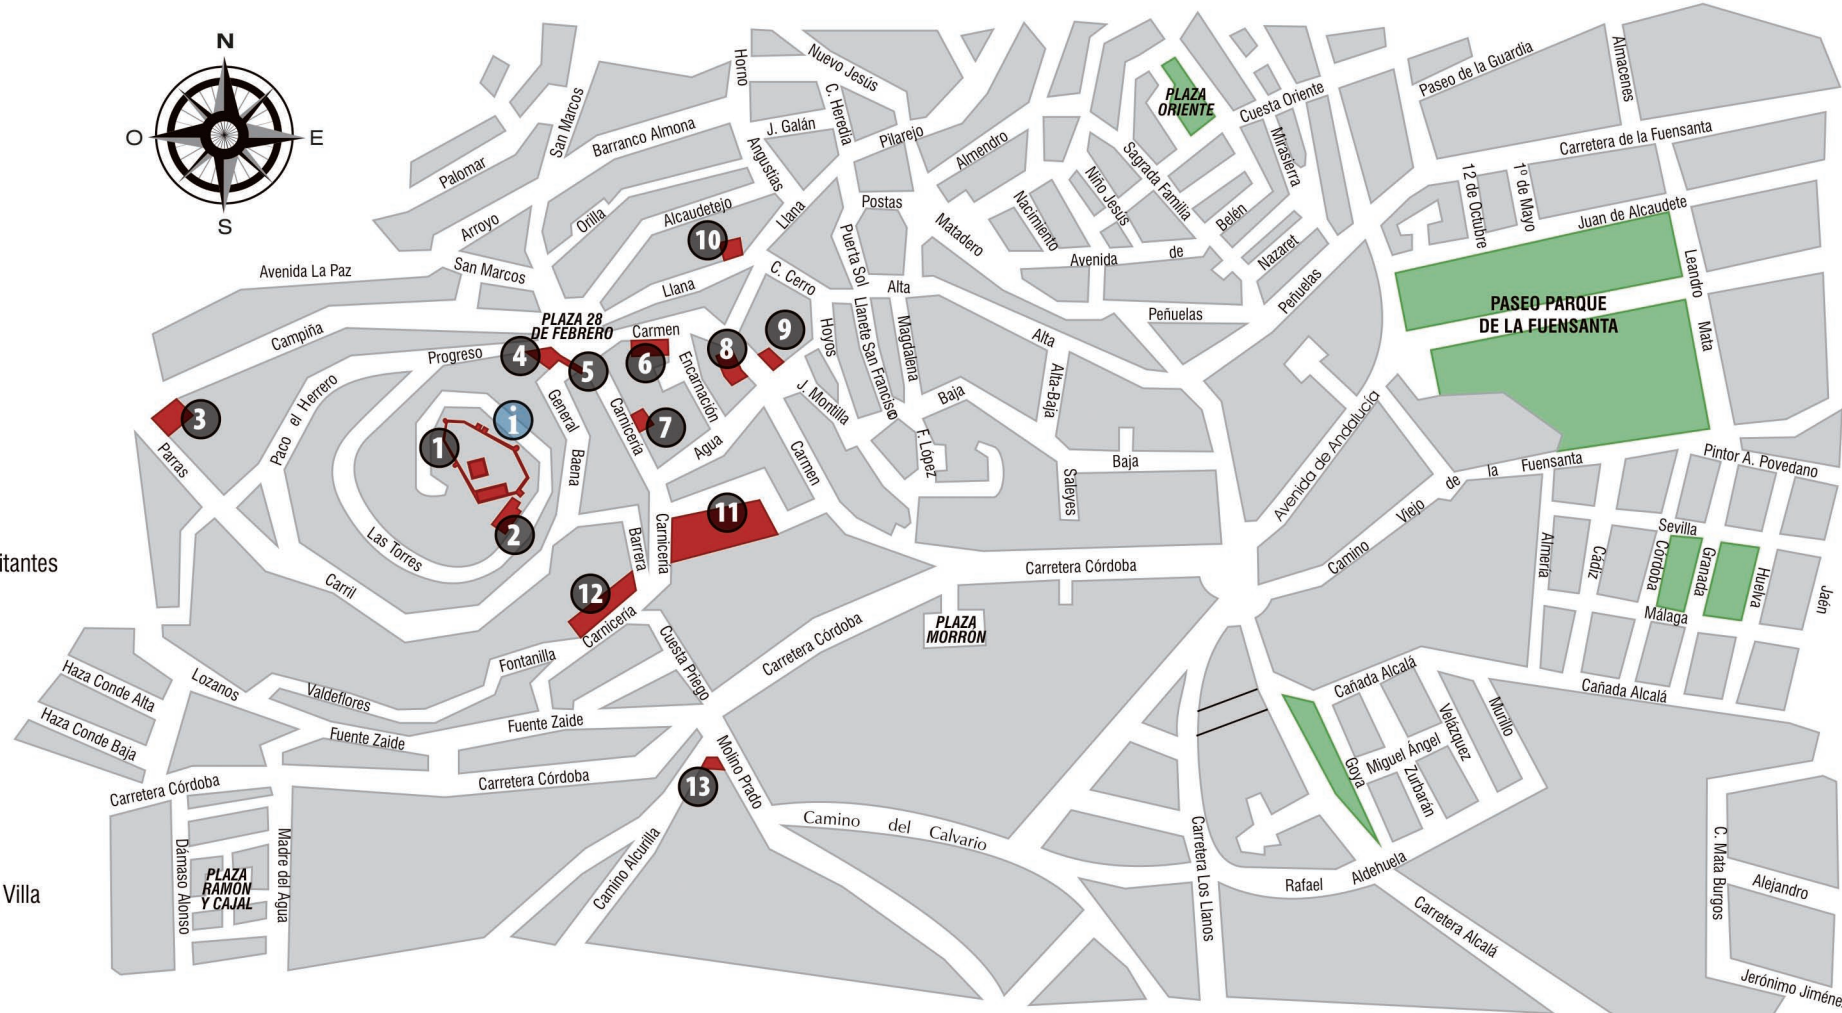 N
O
E
S
Horno
Nuevo Jesús
C. Heredia
San Marcos
Barranco Almona
J. Galán
Pilarejo
Almendro
PLAZA
ORIENTE
Cuesta Oriente
Paseo de la Guardia
Almacenes
Carretera de la Fuensanta
Palomar
Angustias
Sagrada Familia
Mirasierra
Niño Jesús
Nacimiento
12 de Octubre
1º de Mayo
Juan de Alcaudete
Arroyo
Orilla
Alcaudetejo
Llana
Postas
Matadero
Belén
Nazaret
10
Puerta Sol
Avenida
de
Peñuelas
Leandro
Mata
Avenida La Paz
San Marcos
Llana
C. Cerro
Alta
Peñuelas
PASEO PARQUE
DE LA FUENSANTA
PLAZA 28
DE FEBRERO
Campiña
Carmen
Hoyos
Llanete San Francisco
Magdalena
Alta
Progreso
4
5
6
8
9
Encarnación
Paco el Herrero
General
Baena
Carnicería
J. Montilla
Baja
Alta-Baja
Avenida de Andalucía
3
i
1
7
Agua
Parras
Carmen
F. López
Baja
Saleyes
Camino
Viejo
de
la
Fuensanta
Pintor A. Povedano
11
2
Las Torres
Barrera
Carnicería
Sevilla
Almería
Cádiz
Córdoba
Granada
Huelva
Jaén
Málaga
itantes
Carril
12
Carnicería
Carretera Córdoba
PLAZA
MORRÓN
Fontanilla
Cuesta Priego
Carretera Córdoba
Haza Conde Alta
Haza Conde Baja
Lozanos
Valdeflores
Fuente Zaide
Fuente Zaide
Cañada Alcalá
Cañada Alcalá
Carretera Córdoba
Carretera Córdoba
Molino Prado
13
Goya
Miguel Ángel
Velázquez
Zurbarán
Murillo
Camino del Calvario
Dámaso Alonso
PLAZA
RAMÓN
Y CAJAL
Madre del Agua
Camino Alcurilla
Carretera Los Llanos
Rafael
Aldehuela
Carretera Alcalá
C. Mata Burgos
Alejandro
Jerónimo Jiméne
Villa